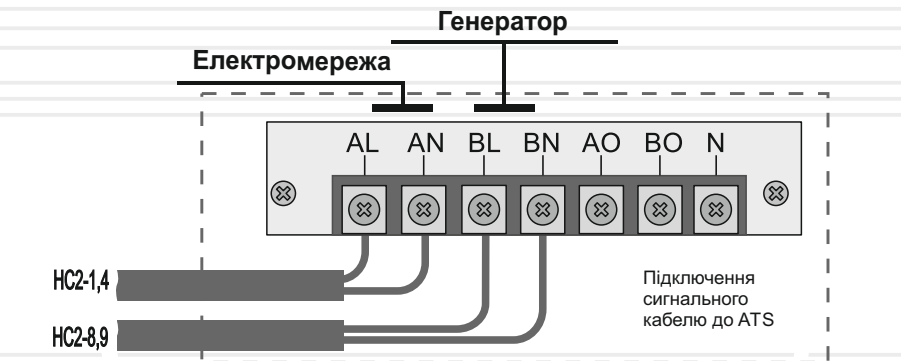 Генератор
Електромережа
AL AN BL BN AO BO N
HC2-1,4
HC2-8,9
Підключення
сигнального
кабелю до ATS